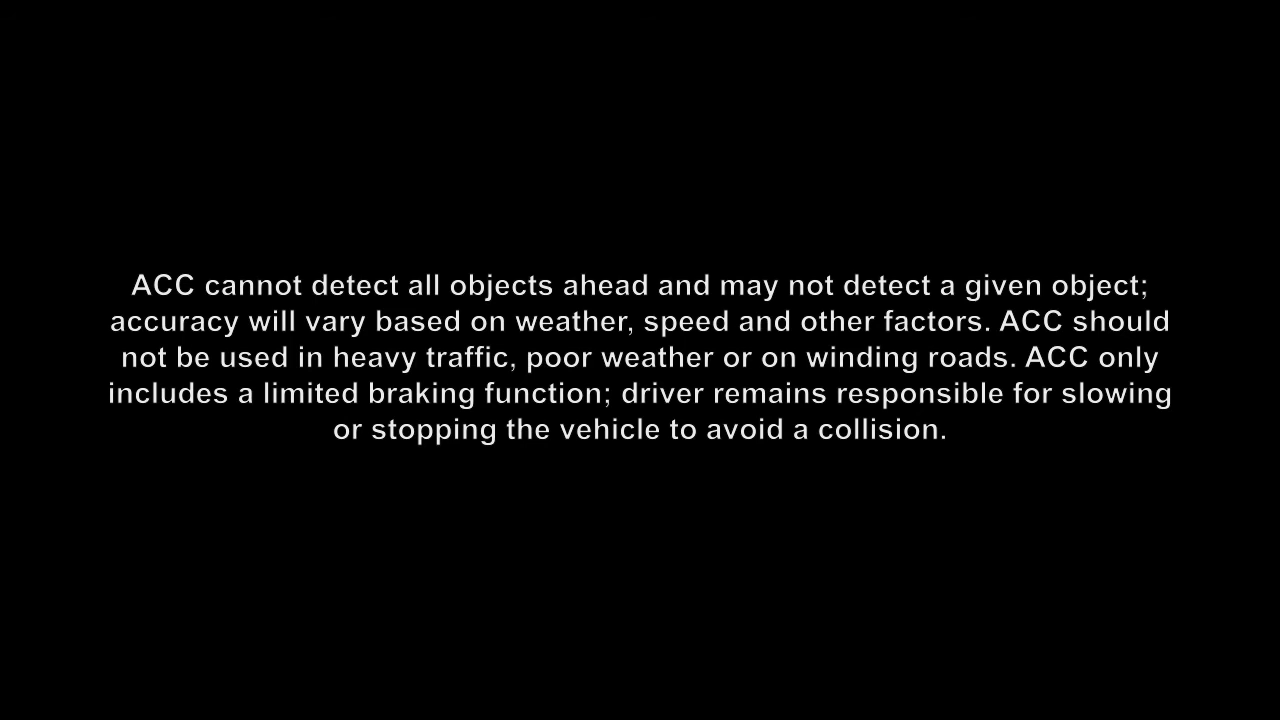 ACC cannot detect all objects ahead and may not detect a given object;
accuracy will vary based on weather, speed and other factors. ACC should
not be used in heavy traffic, poor weather or on winding roads. ACC only
includes a limited braking function; driver remains responsible for slowing
or stopping the vehicle to avoid a collision.